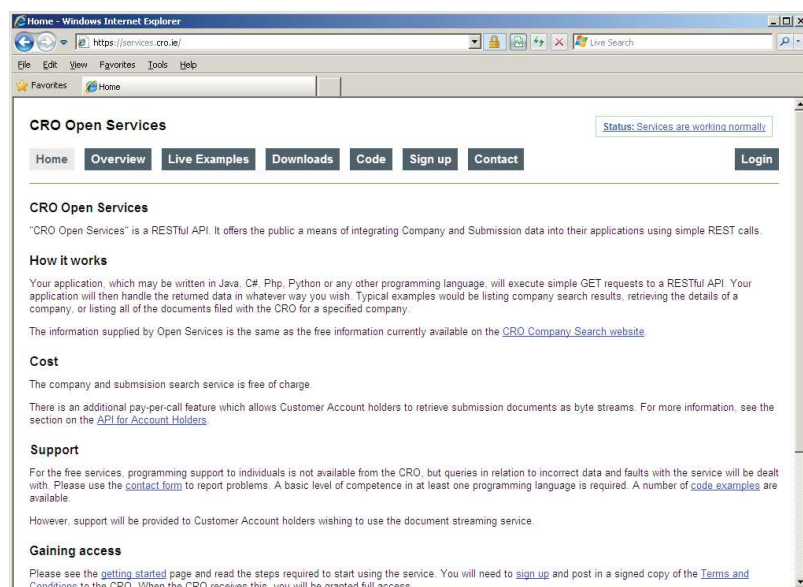 Home - Windows Internet Explorer
https://services.cro.ie/
Live Search
File Edit View Favorites Tools Help
Favorites Home
CRO Open Services
Status: Services are working normally
Home Overview Live Examples Downloads Code Sign up Contact Login
CRO Open Services
"CRO Open Services" is a RESTful API. It offers the public a means of integrating Company and Submission data into their applications using simple REST calls.
How it works
Your application, which may be written in Java, C#, Php, Python or any other programming language, will execute simple GET requests to a RESTful API. Your
application will then handle the returned data in whatever way you wish. Typical examples would be listing company search results, retrieving the details of a
company, or listing all of the documents filed with the CRO for a specified company.
The information supplied by Open Services is the same as the free information currently available on the CRO Company Search website.
Cost
The company and submsision search service is free of charge.
There is an additional pay-per-call feature which allows Customer Account holders to retrieve submission documents as byte streams. For more information, see the
section on the API for Account Holders.
Support
For the free services, programming support to individuals is not available from the CRO, but queries in relation to incorrect data and faults with the service will be dealt
with. Please use the contact form to report problems. A basic level of competence in at least one programming language is required. A number of code examples are
available.
However, support will be provided to Customer Account holders wishing to use the document streaming service.
Gaining access
Please see the getting started page and read the steps required to start using the service. You will need to sign up and post in a signed copy of the Terms and
Conditions to the CRO. When the CRO receives this, you will be granted full access.